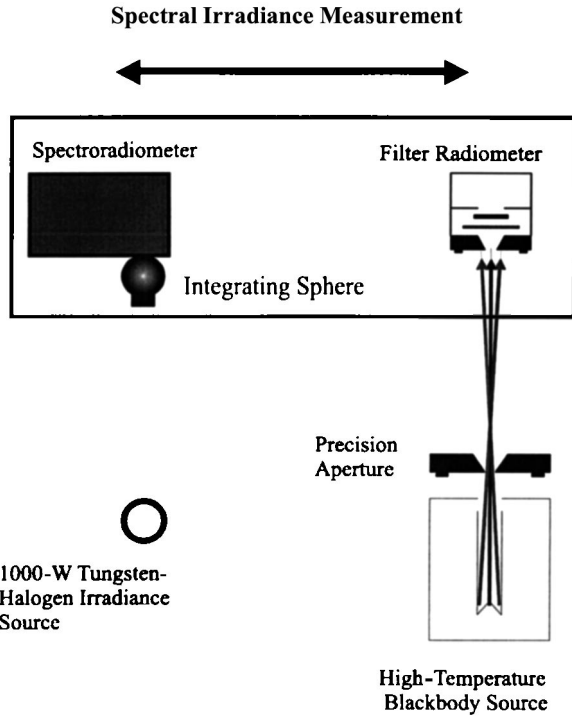 Spectral Irradiance Measurement
Spectroradiometer
Filter Radiometer
Integrating Sphere
Precision
Aperture
1000-W Tungsten-
Halogen Irradiance
Source
High-Temperature
Blackbody Source